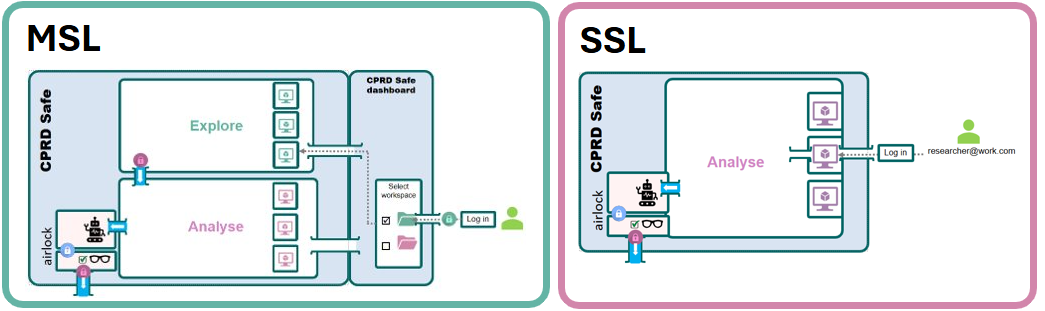 MSL
CPRD Safe
CPRD Safe
dashboard
Explore
Select
workspace
Analyse
Log in
airlock
SSL
CPRD Safe
Analyse
Log in
researcher@work.com
airlock